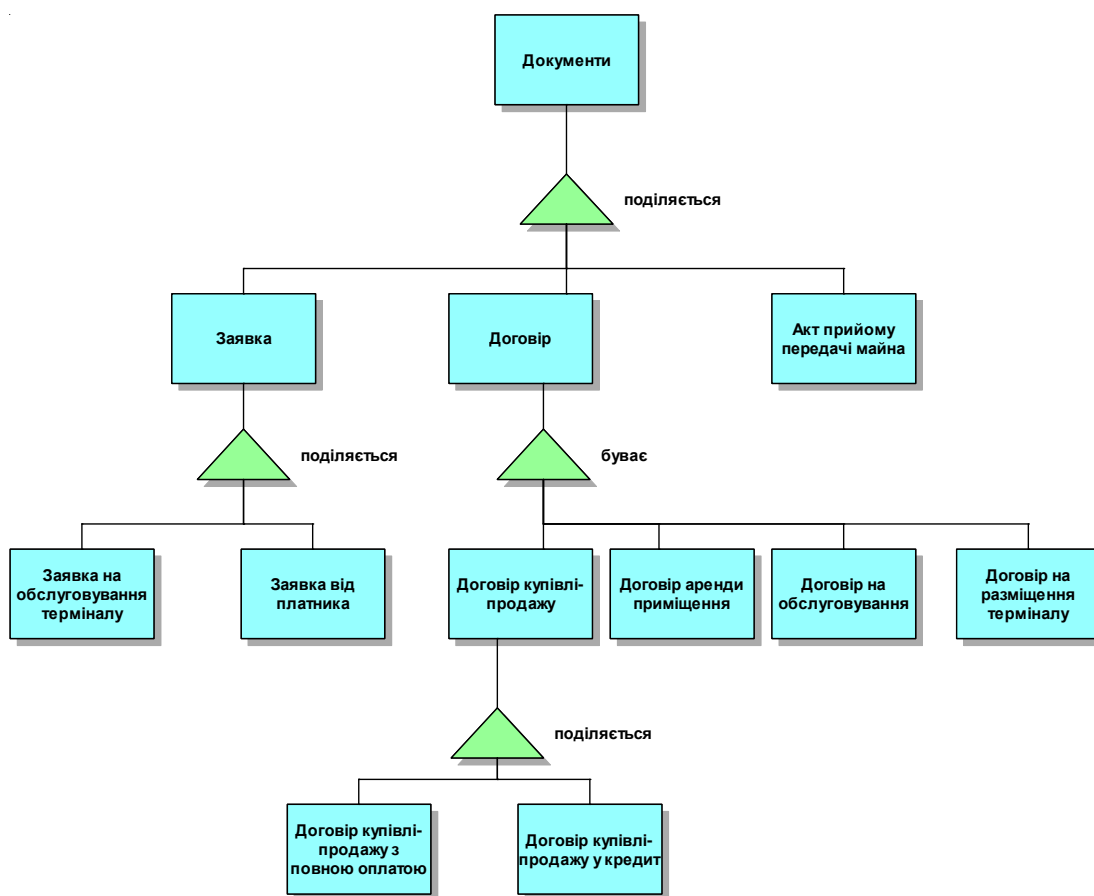 Документи
поділяється
Заявка
Договір
Акт прийому
передачі майна
поділяється
буває
Заявка на
обслуговування
терміналу
Заявка від
платника
Договір купівлі-
продажу
Договір аренди
приміщення
Договір на
обслуговування
Договір на
разміщення
терміналу
поділяється
Договір купівлі-
продажу з
повною оплатою
Договір купівлі-
продажу у кредит